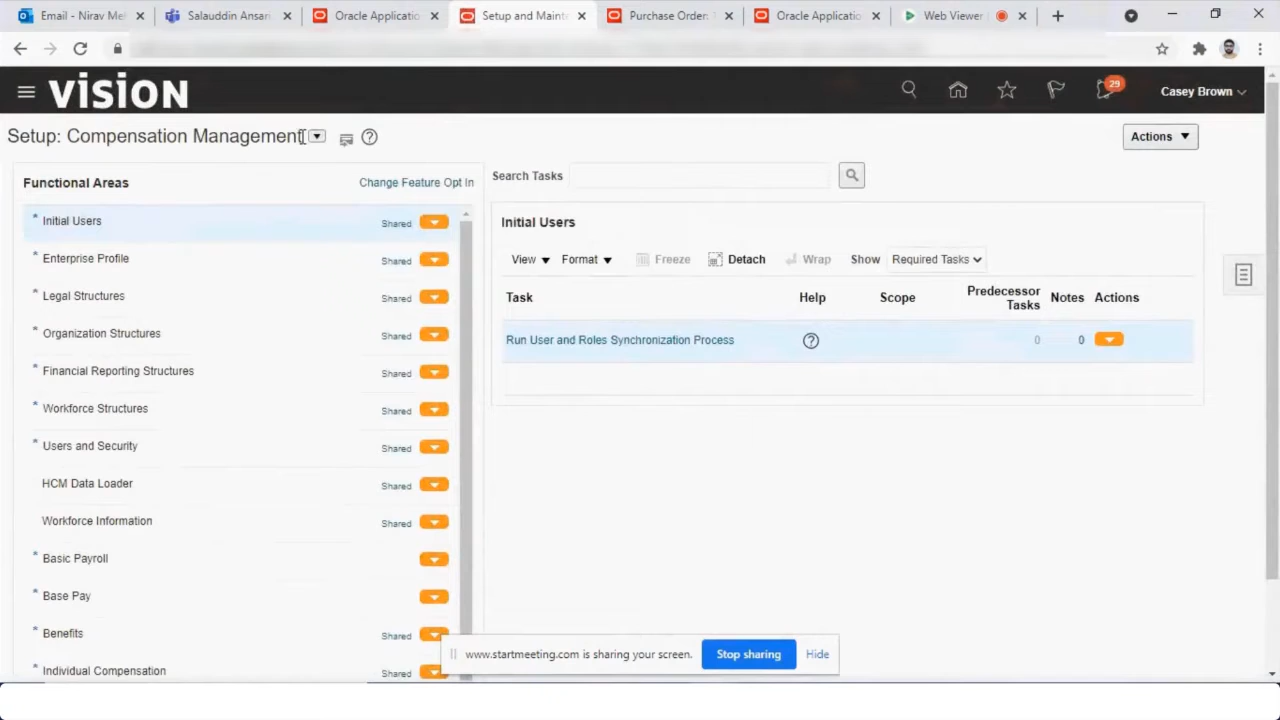 Email - Nirav Me
Salauddin Ansari
Oracle Applicatio
Setup and Mainte
Purchase Order:
Oracle Applicatio
Web Viewer
vision
29
Casey Brown
Setup: Compensation Management
Actions
Functional Areas
Change Feature Opt In
Search Tasks
Initial Users Shared
Enterprise Profile Shared
Legal Structures Shared
Organization Structures Shared
Financial Reporting Structures Shared
Workforce Structures Shared
Users and Security Shared
HCM Data Loader Shared
Workforce Information Shared
Basic Payroll
Base Pay
Benefits Shared
Individual Compensation Shared
Initial Users
View Format Freeze Detach Wrap Show Required Tasks
Task Help Scope Predecessor Tasks Notes Actions
Run User and Roles Synchronization Process 0 0
www.startmeeting.com is sharing your screen. Stop sharing Hide